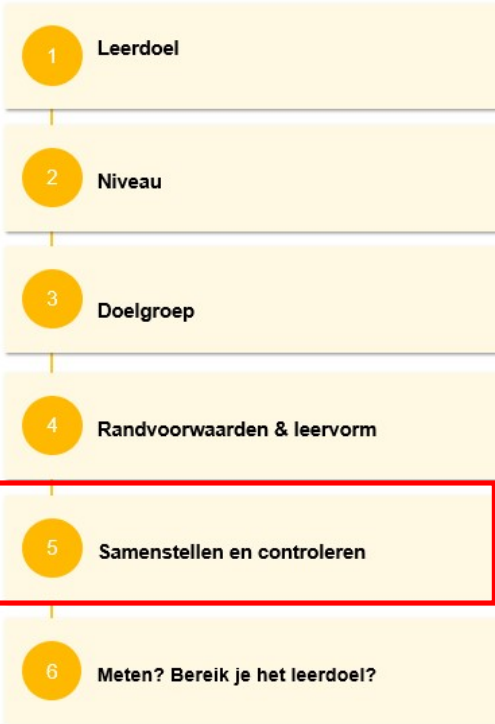 1
Leerdoel
2
Niveau
3
Doelgroep
4
Randvoorwaarden & leervorm
5
Samenstellen en controleren
6
Meten? Bereik je het leerdoel?